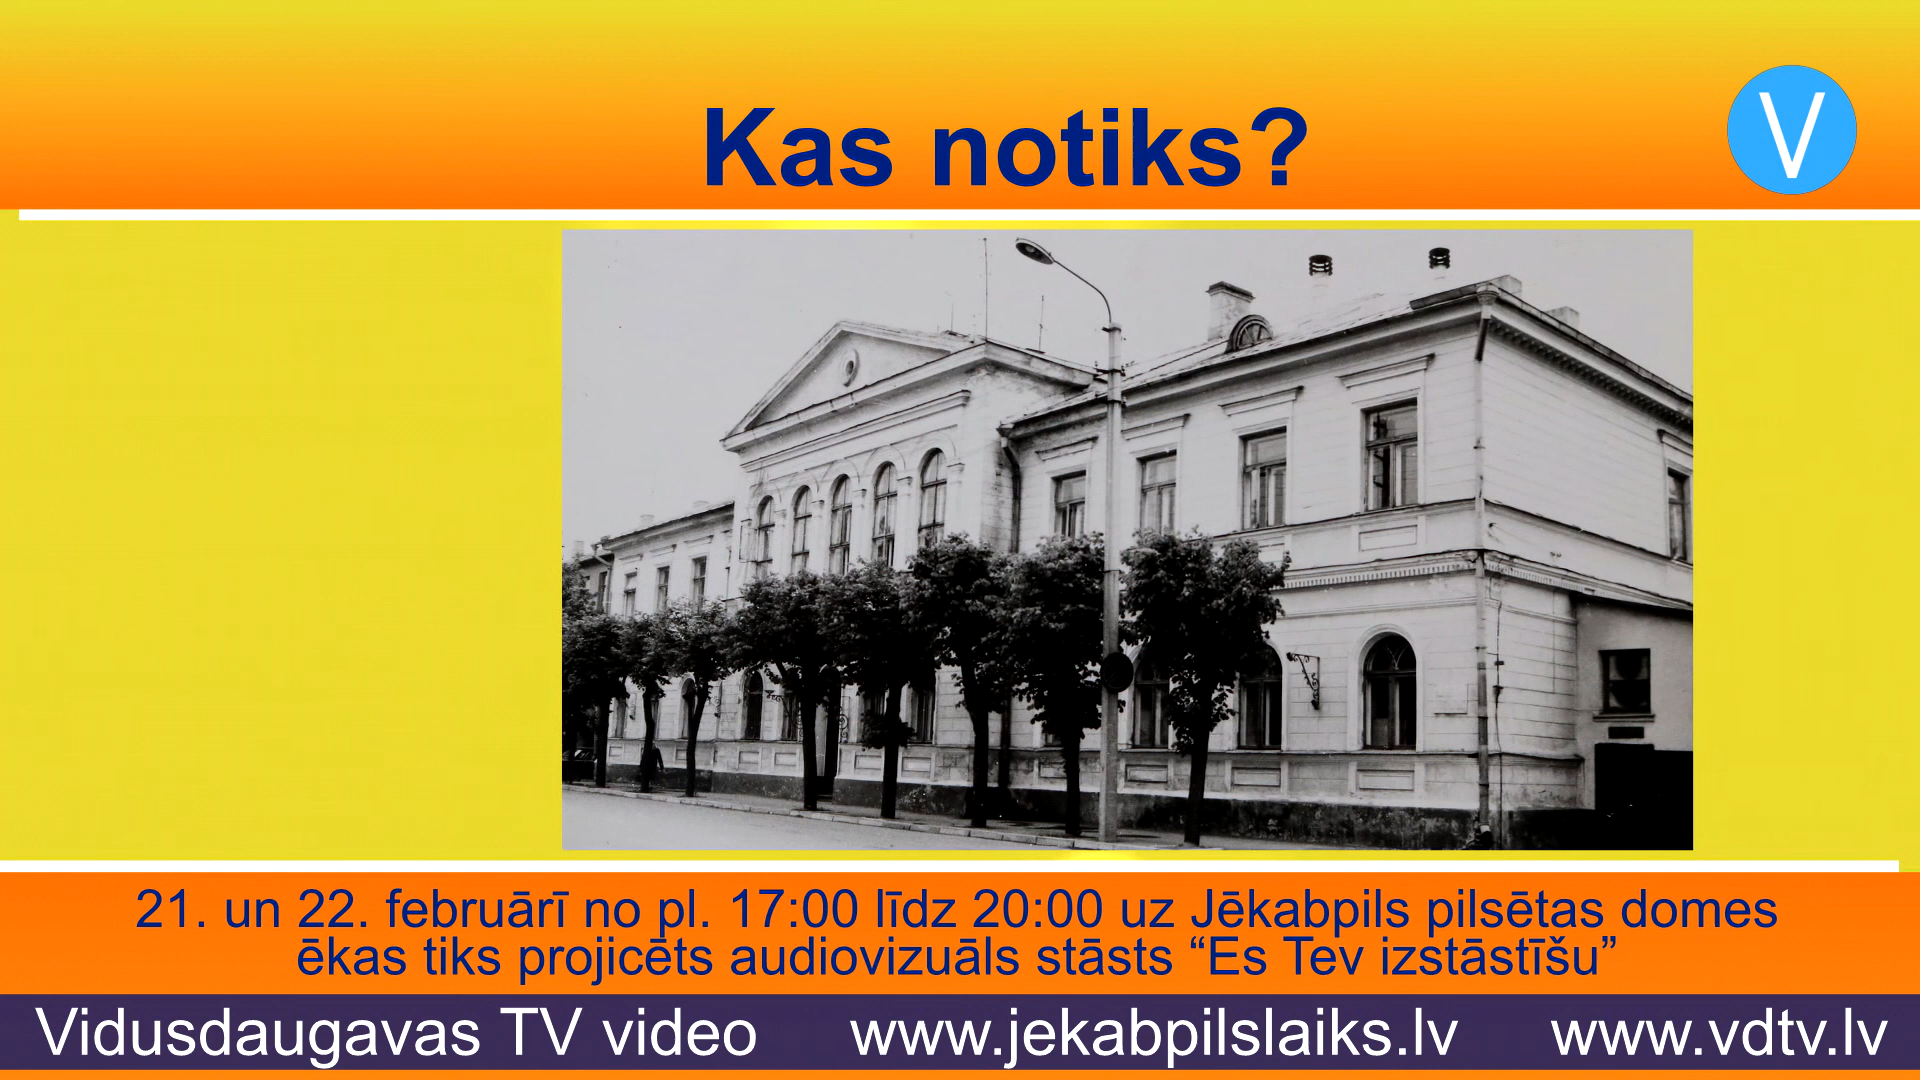 Kas notiks?
V
21. un 22. februārī no pl. 17:00 līdz 20:00 uz Jēkabpils pilsētas domes
ēkas tiks projicēts audiovizuāls stāsts “Es Tev izstāstīšu”
Vidusdaugavas TV video www.jekabpilslaiks.lv www.vdtv.lv